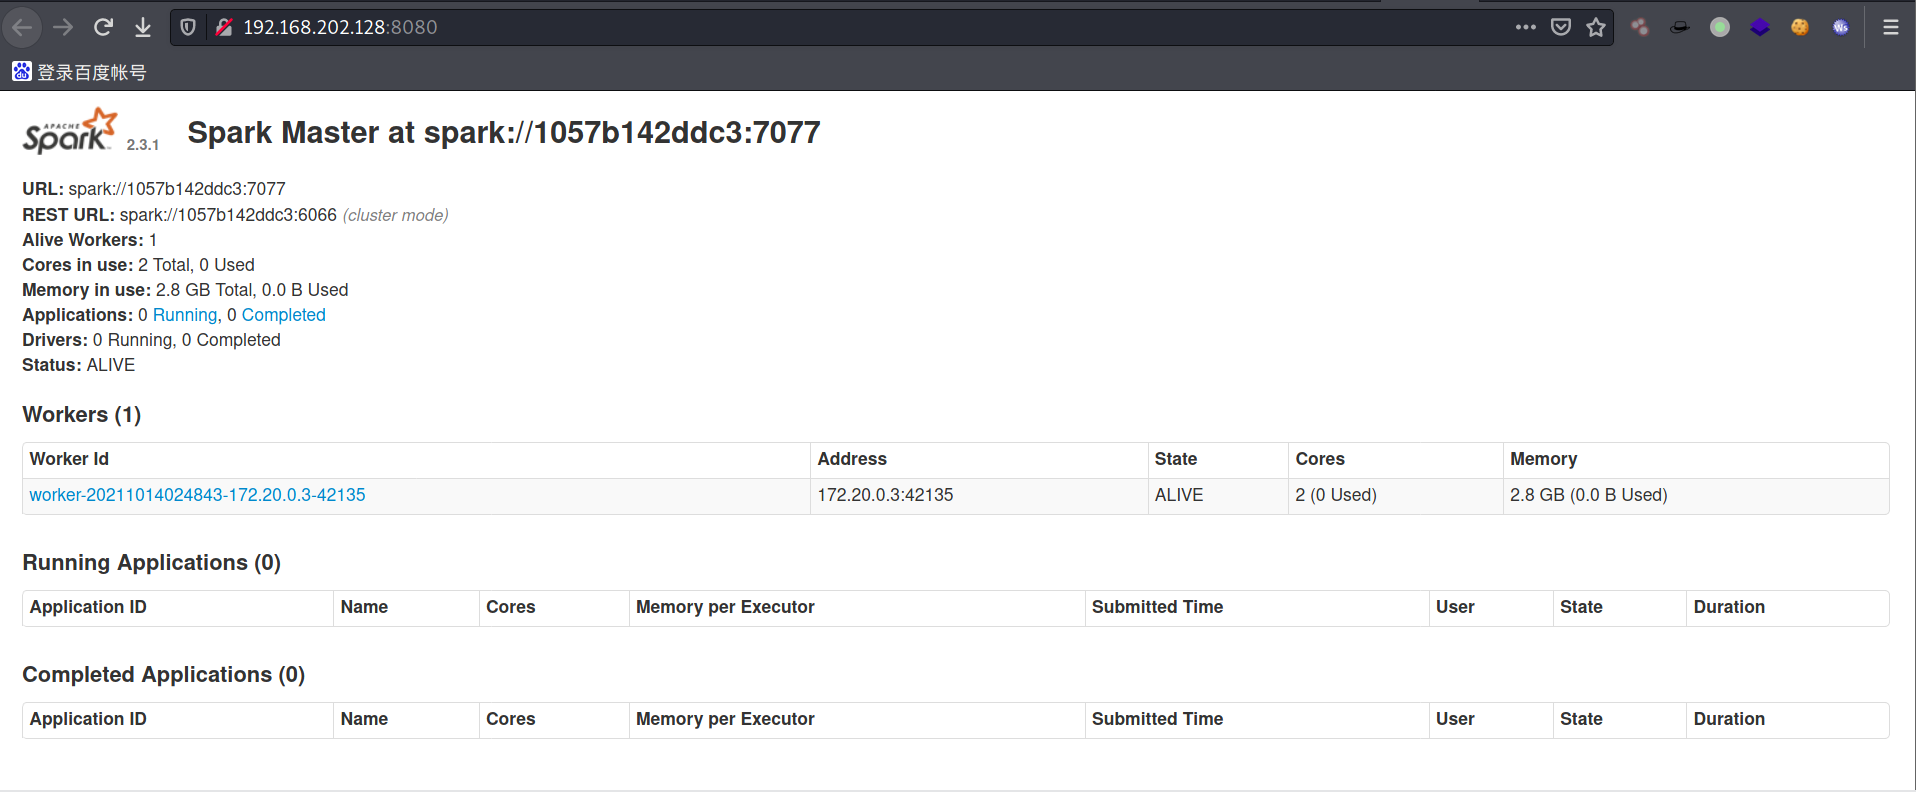 192.168.202.128:8080
登录百度帐号
APACHE Spark 2.3.1 Spark Master at spark://1057b142ddc3:7077
URL: spark://1057b142ddc3:7077
REST URL: spark://1057b142ddc3:6066 (cluster mode)
Alive Workers: 1
Cores in use: 2 Total, 0 Used
Memory in use: 2.8 GB Total, 0.0 B Used
Applications: 0 Running, 0 Completed
Drivers: 0 Running, 0 Completed
Status: ALIVE
Workers (1)
Worker Id Address State Cores Memory
worker-20211014024843-172.20.0.3-42135 172.20.0.3:42135 ALIVE 2 (0 Used) 2.8 GB (0.0 B Used)
Running Applications (0)
Application ID Name Cores Memory per Executor Submitted Time User State Duration
Completed Applications (0)
Application ID Name Cores Memory per Executor Submitted Time User State Duration